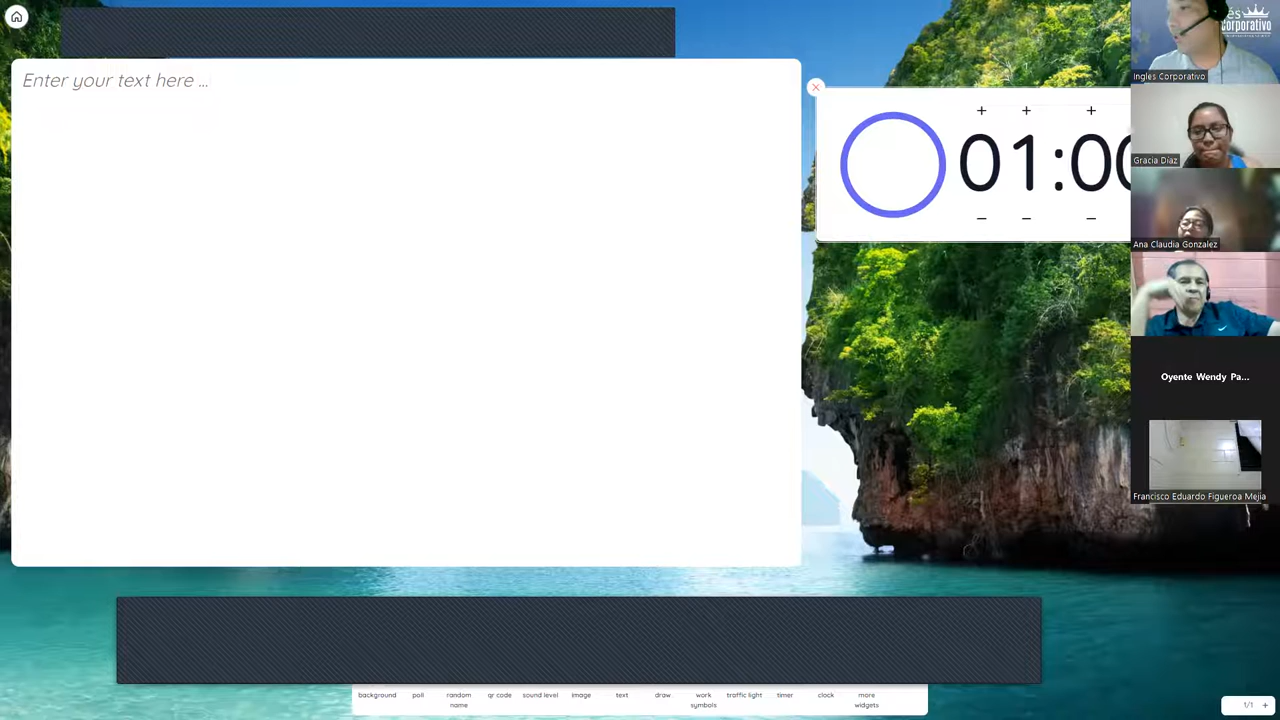 Enter your text here ...
01:00
és
corporativo
Ingles Corporativo
Gracia Díaz
Ana Claudia Gonzalez
Oyente Wendy Pa...
Francisco Eduardo Figueroa Mejia
background
poll
random name
qr code
sound level
image
text
draw
work symbols
traffic light
timer
clock
more widgets
1/1